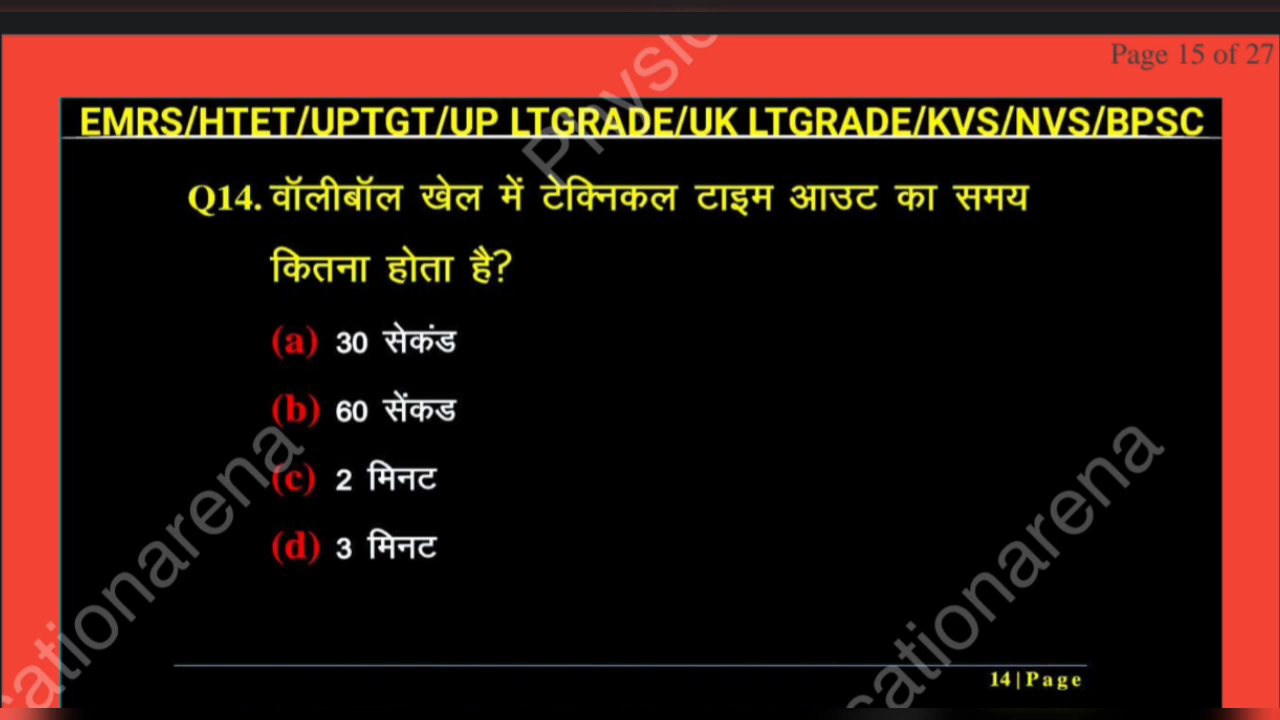 Page 15 of 27
EMRS/HTET/UPTGT/UP LTGRADE/UK LTGRADE/KVS/NVS/BPSC
Q14. वॉलीबॉल खेल में टेक्निकल टाइम आउट का समय
कितना होता है?
(a) 30 सेकंड
(b) 60 सेंकड
(c) 2 मिनट
(d) 3 मिनट
14|Page